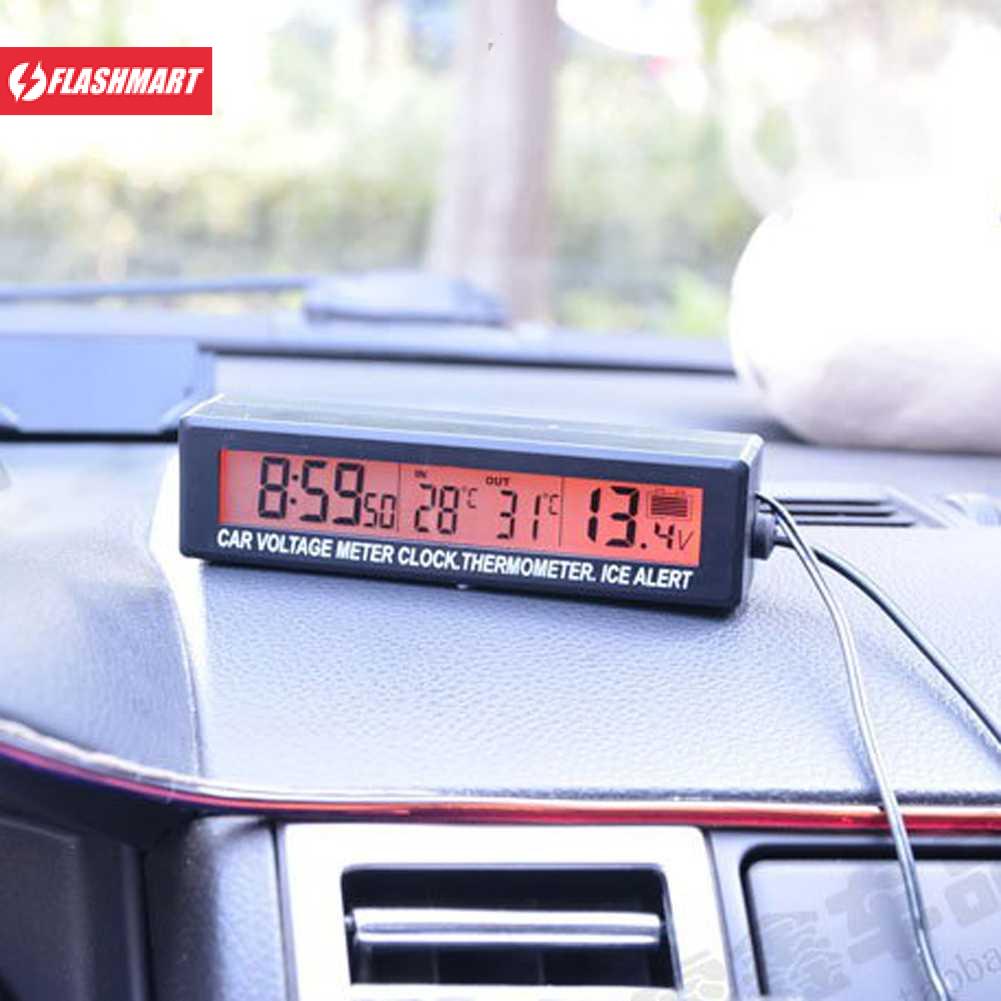 FLASHMART
8:59 50 IN 28°C OUT 31°C 13.4V
CAR VOLTAGE METER CLOCK.THERMOMETER. ICE ALERT